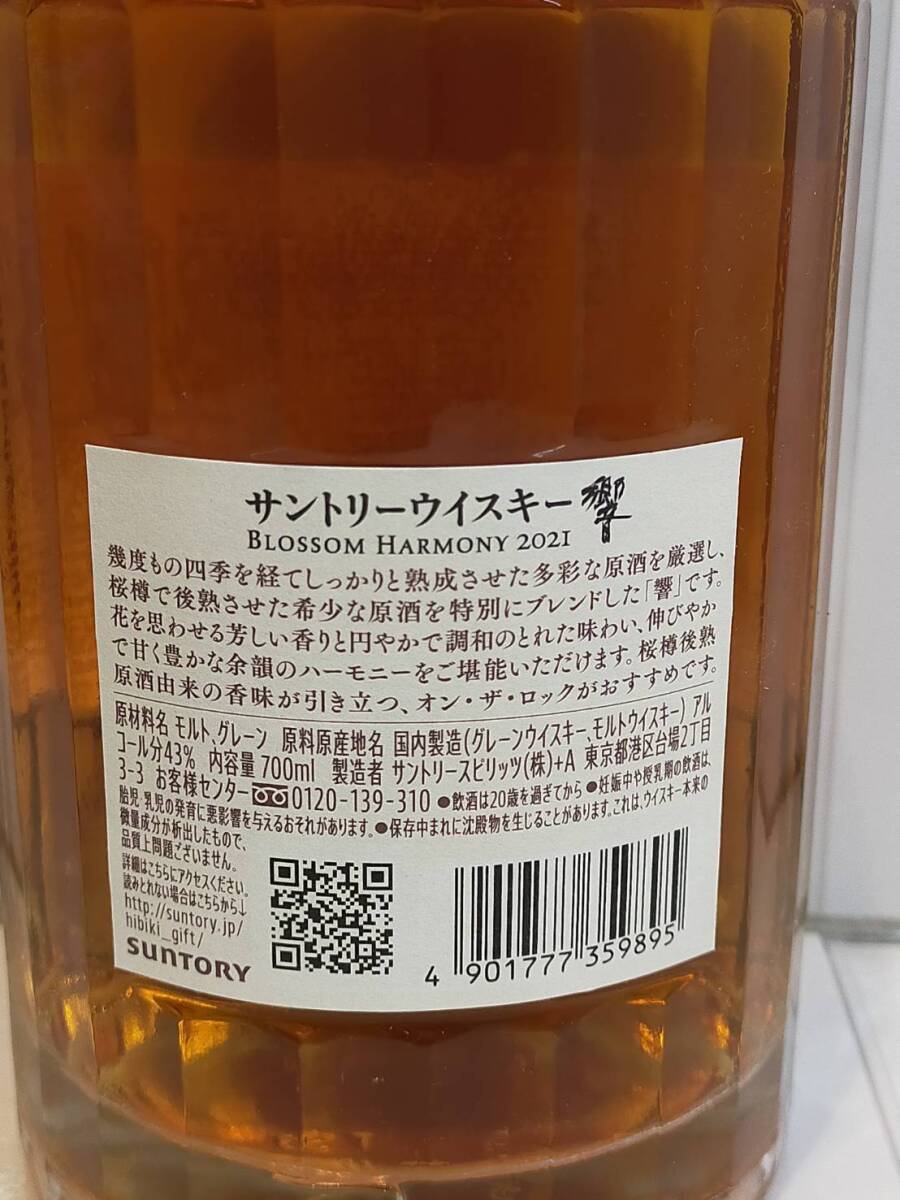 サントリーウイスキー 響
BLOSSOM HARMONY 2021
幾度もの四季を経てしっかりと熟成させた多彩な原酒を厳選し、
桜樽で後熟させた希少な原酒を特別にブレンドした「響」です。
花を思わせる芳しい香りと円やかで調和のとれた味わい、伸びやか
で甘く豊かな余韻のハーモニーをご堪能いただけます。桜樽後熟
原酒由来の香味が引き立つ、オン・ザ・ロックがおすすめです。
原材料名 モルト、グレーン 原料原産地名 国内製造(グレーンウイスキー、モルトウイスキー) アル
コール分43% 内容量700ml 製造者 サントリースピリッツ(株)+A 東京都港区台場2丁目
3-3 お客様センター 0120-139-310 ●飲酒は20歳を過ぎてから ●妊娠中や授乳期の飲酒は、
胎児・乳児の発育に悪影響を与えるおそれがあります。●保存中まれに沈殿物を生じることがあります。これは、ウイスキー本来の
微量成分が析出したもので、
品質上問題ございません。
詳細はこちらにアクセスください。
読みとれない場合はこちらから↓
http://suntory.jp/
hibiki_gift/
SUNTORY
4 901777 359895